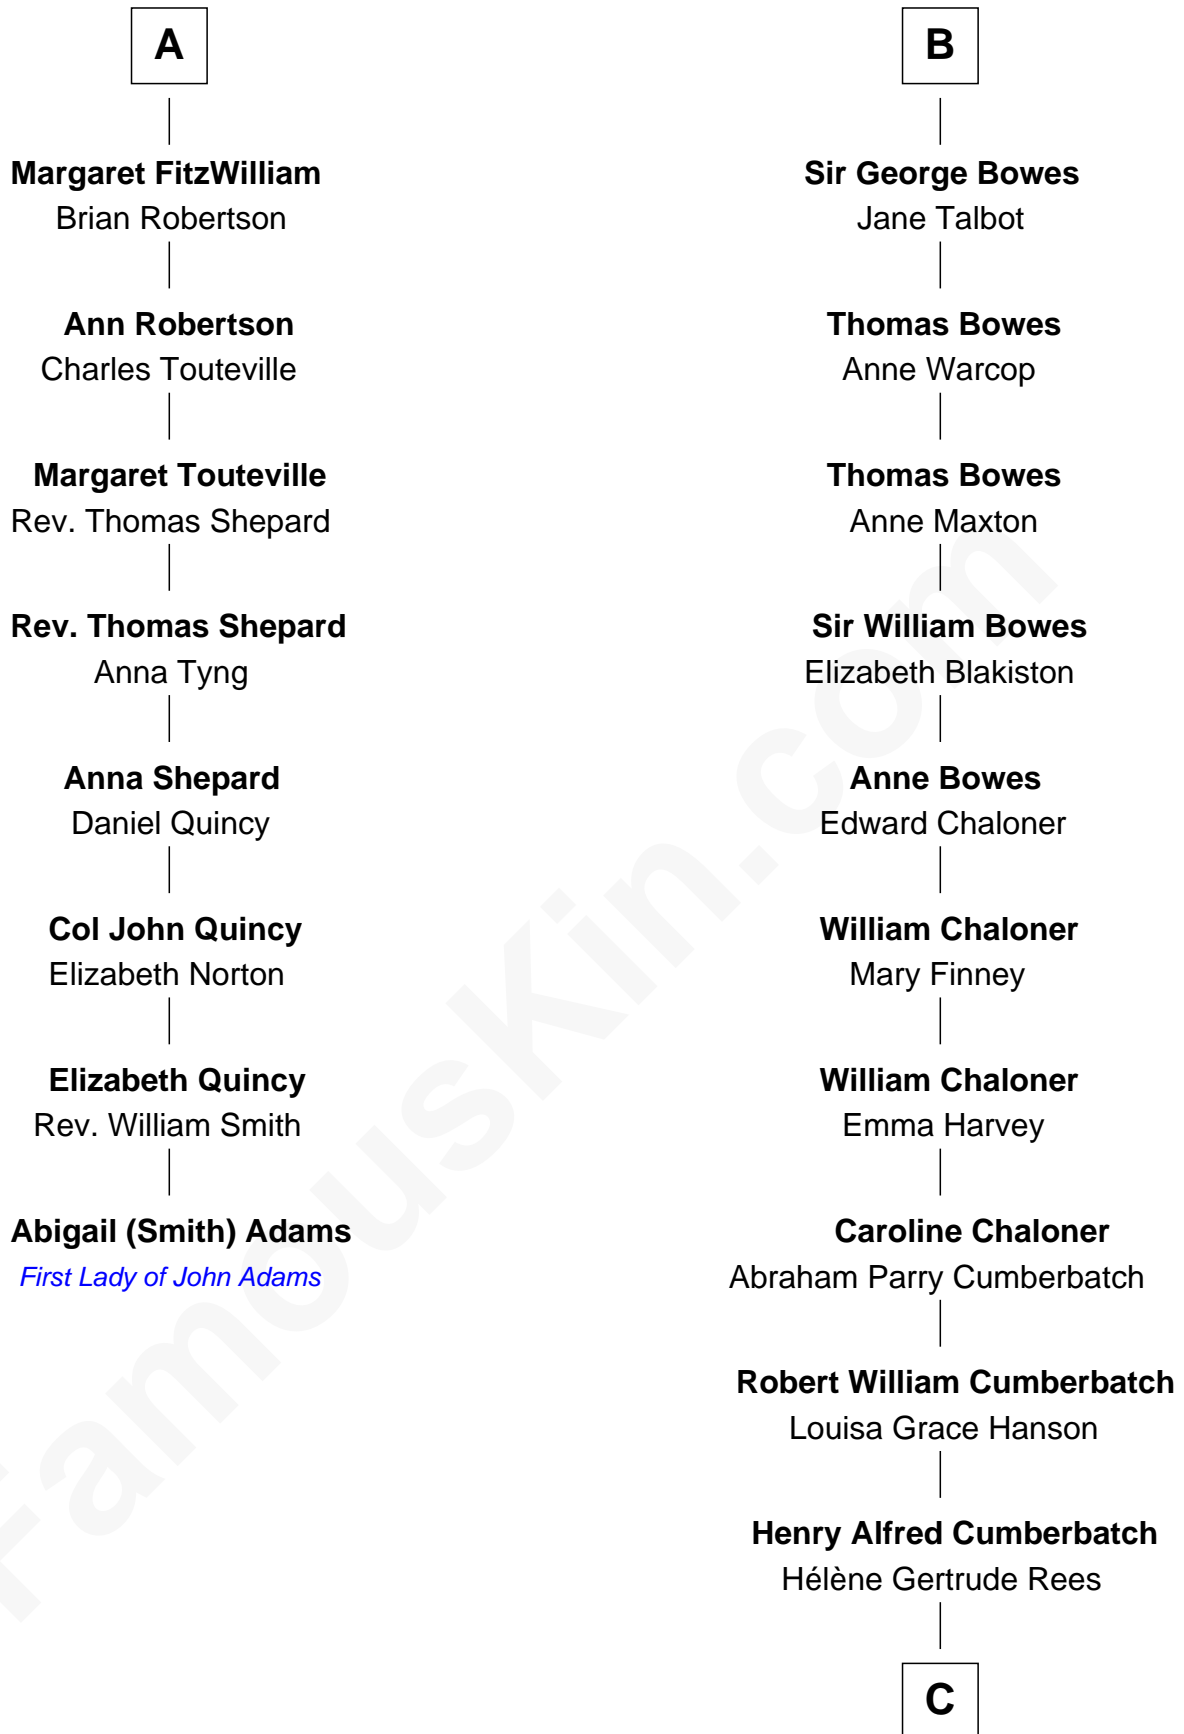 A
Margaret FitzWilliam
Brian Robertson
Ann Robertson
Charles Touteville
Margaret Touteville
Rev. Thomas Shepard
Rev. Thomas Shepard
Anna Tyng
Anna Shepard
Daniel Quincy
Col John Quincy
Elizabeth Norton
Elizabeth Quincy
Rev. William Smith
Abigail (Smith) Adams
First Lady of John Adams
B
Sir George Bowes
Jane Talbot
Thomas Bowes
Anne Warcop
Thomas Bowes
Anne Maxton
Sir William Bowes
Elizabeth Blakiston
Anne Bowes
Edward Chaloner
William Chaloner
Mary Finney
William Chaloner
Emma Harvey
Caroline Chaloner
Abraham Parry Cumberbatch
Robert William Cumberbatch
Louisa Grace Hanson
Henry Alfred Cumberbatch
Hélène Gertrude Rees
C
FamousKin.com